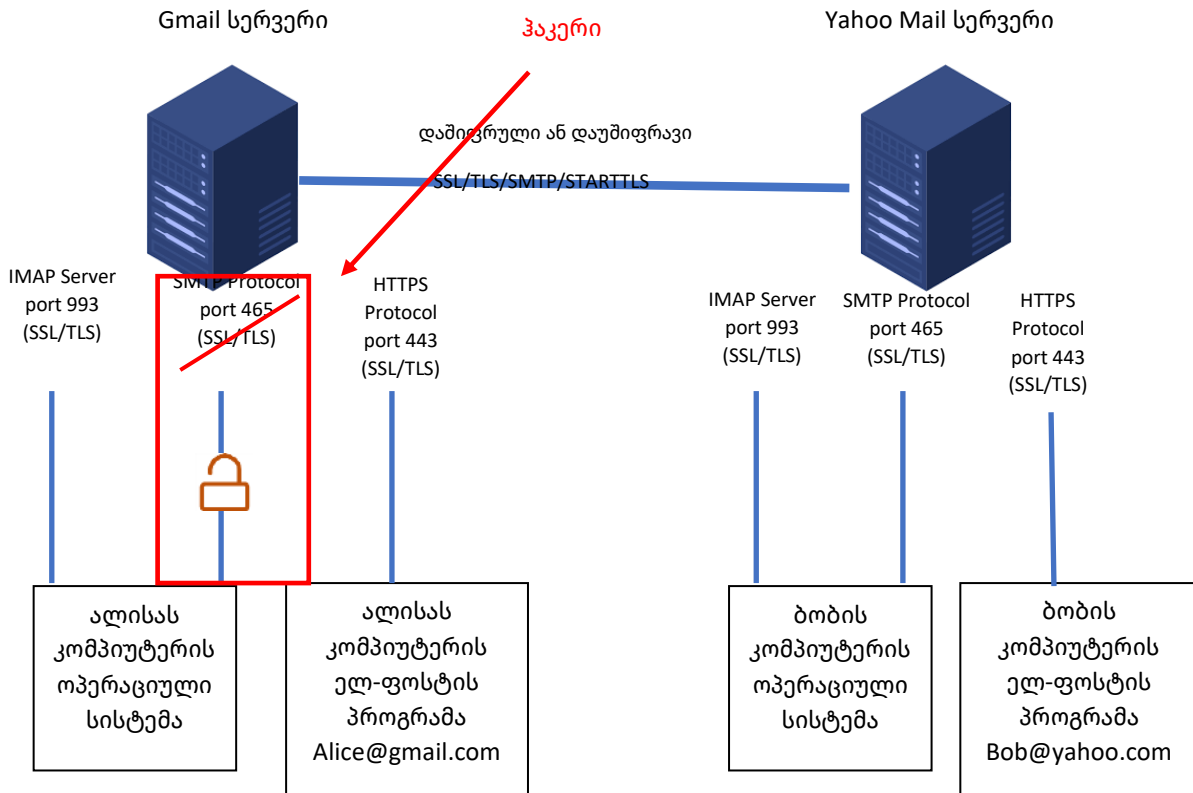 Gmail სერვერი
ჰაკერი
Yahoo Mail სერვერი
დაშიფრული ან დაუშიფრავი
SSL/TLS/SMTP/STARTTLS
IMAP Server
port 993
(SSL/TLS)
SMTP Protocol
port 465
(SSL/TLS)
HTTPS
Protocol
port 443
(SSL/TLS)
IMAP Server
port 993
(SSL/TLS)
SMTP Protocol
port 465
(SSL/TLS)
HTTPS
Protocol
port 443
(SSL/TLS)
ალისას
კომპიუტერის
ოპერაციული
სისტემა
ალისას
კომპიუტერის
ელ-ფოსტის
პროგრამა
Alice@gmail.com
ბობის
კომპიუტერის
ოპერაციული
სისტემა
ბობის
კომპიუტერის
ელ-ფოსტის
პროგრამა
Bob@yahoo.com